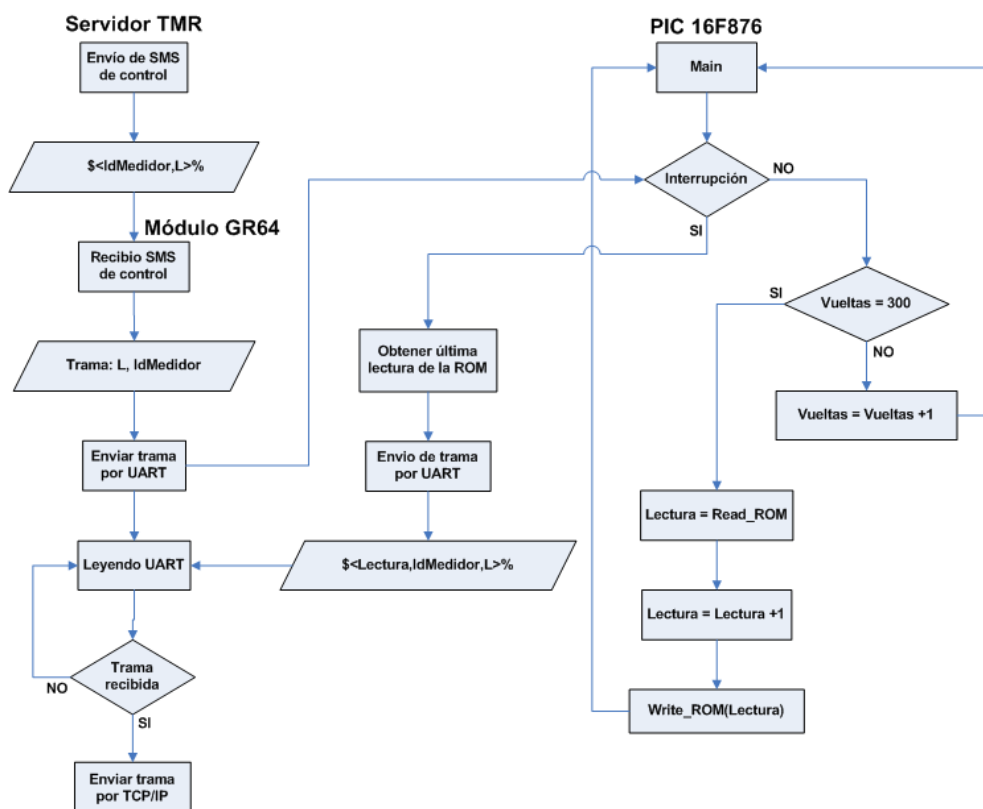 Servidor TMR
Envío de SMS
de control
$<IdMedidor,L>%
Módulo GR64
Recibio SMS
de control
Trama: L, IdMedidor
Enviar trama
por UART
Leyendo UART
Trama
recibida
NO
SI
Enviar trama
por TCP/IP
PIC 16F876
Main
Interrupción
NO
SI
Obtener última
lectura de la ROM
Envio de trama
por UART
$<Lectura,IdMedidor,L>%
Vueltas = 300
SI
NO
Vueltas = Vueltas +1
Lectura = Read_ROM
Lectura = Lectura +1
Write_ROM(Lectura)